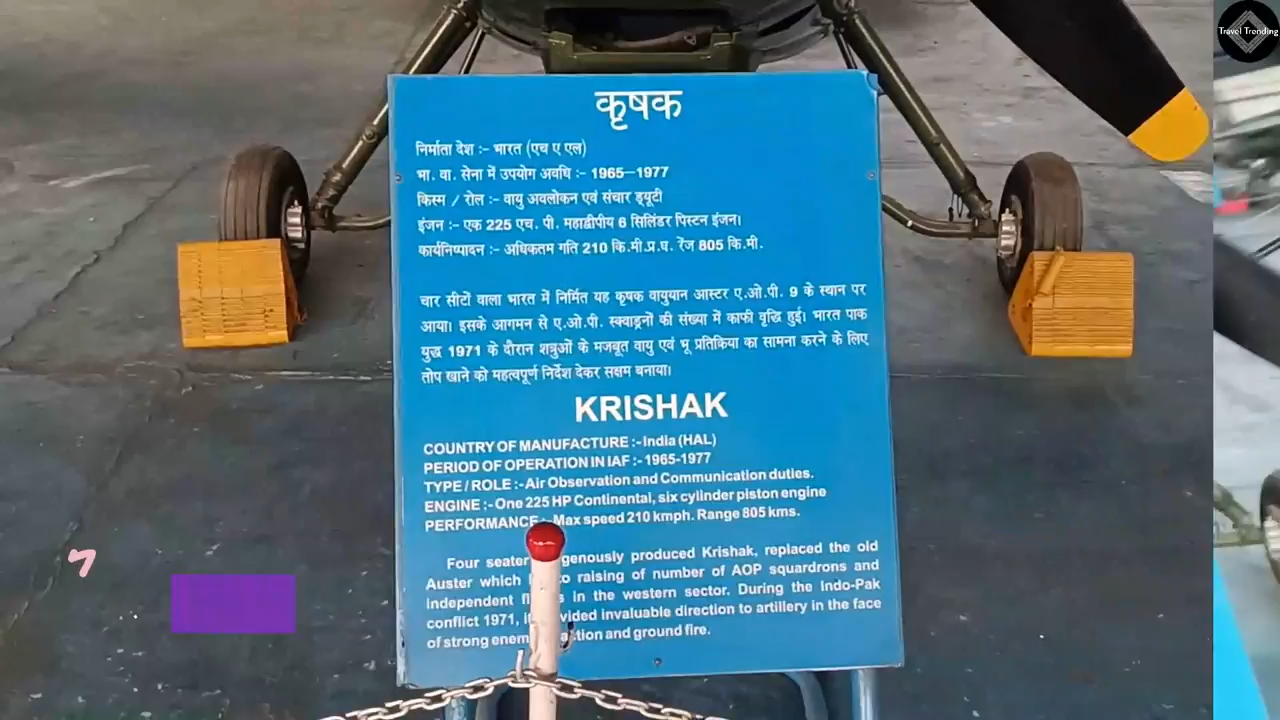 Travel Trending
कृषक
निर्माता देश :- भारत (एच ए एल)
भा. वा. सेना में उपयोग अवधि :- 1965–1977
किस्म / रोल :- वायु अवलोकन एवं संचार ड्यूटी
इंजन :- एक 225 एच. पी. महाद्वीपीय 6 सिलिंडर पिस्टन इंजन।
कार्यनिष्पादन :- अधिकतम गति 210 कि.मी.प्र.घ. रेंज 805 कि.मी.
चार सीटों वाला भारत में निर्मित यह कृषक वायुयान आस्टर ए.ओ.पी. 9 के स्थान पर
आया। इसके आगमन से ए.ओ.पी. स्क्वाड्रनों की संख्या में काफी वृद्धि हुई। भारत पाक
युद्ध 1971 के दौरान शत्रुओं के मजबूत वायु एवं भू प्रतिकिया का सामना करने के लिए
तोप खाने को महत्वपूर्ण निर्देश देकर सक्षम बनाया।
KRISHAK
COUNTRY OF MANUFACTURE :- India (HAL)
PERIOD OF OPERATION IN IAF :- 1965-1977
TYPE / ROLE :- Air Observation and Communication duties.
ENGINE :- One 225 HP Continental, six cylinder piston engine
PERFORMANCE :- Max speed 210 kmph. Range 805 kms.
Four seater genously produced Krishak, replaced the old
Auster which to raising of number of AOP squardrons and
independent in the western sector. During the Indo-Pak
conflict 1971, vided invaluable direction to artillery in the face
of strong and ground fire.